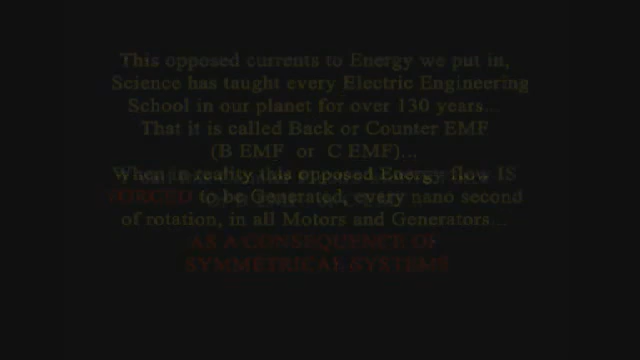 This opposed currents to Energy we put in,
Science has taught every Electric Engineering
School in our planet for over 130 years...
That it is called Back or Counter EMF
(B EMF or C EMF)...
When in reality this opposed Energy flow IS
FORCED to be Generated, every nano second
of rotation, in all Motors and Generators...
AS A CONSEQUENCE OF
SYMMETRICAL SYSTEMS